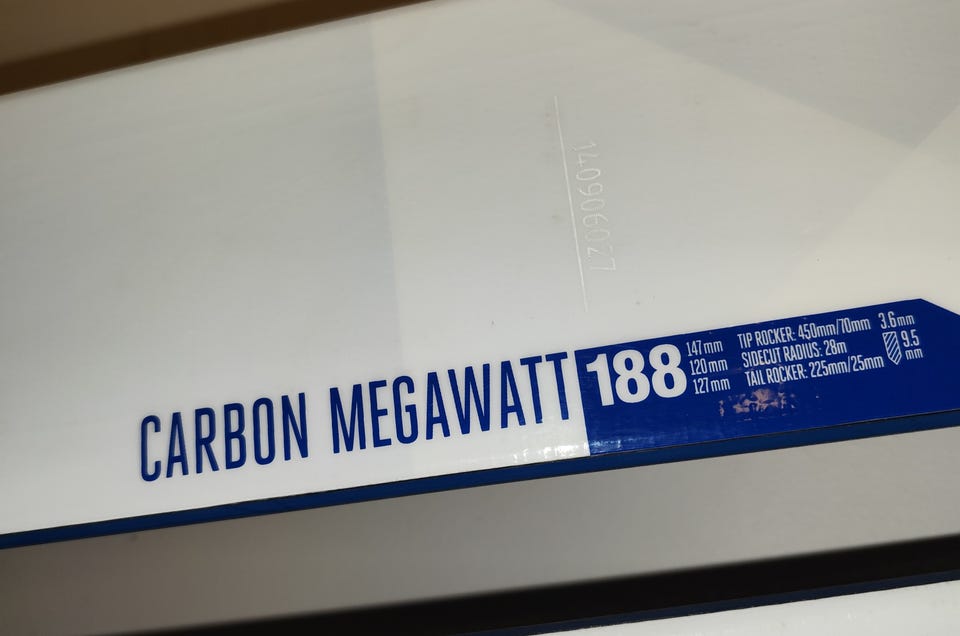 140906027
CARBON MEGAWATT
188
147mm
120mm
127mm
TIP ROCKER: 450mm/70mm
SIDECUT RADIUS: 28m
TAIL ROCKER: 225mm/25mm
3.6mm
9.5
mm